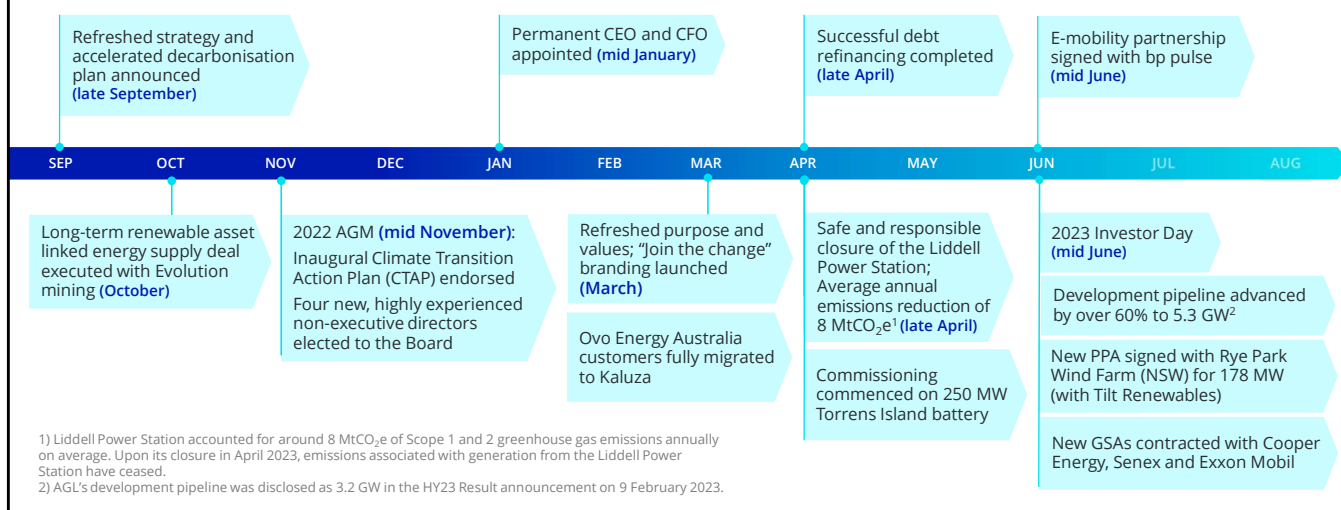 Refreshed strategy and
accelerated decarbonisation
plan announced
(late September)
Permanent CEO and CFO
appointed (mid January)
Successful debt
refinancing completed
(late April)
E-mobility partnership
signed with bp pulse
(mid June)
SEP OCT NOV DEC JAN FEB MAR APR MAY JUN JUL AUG
Long-term renewable asset
linked energy supply deal
executed with Evolution
mining (October)
2022 AGM (mid November):
Inaugural Climate Transition
Action Plan (CTAP) endorsed
Four new, highly experienced
non-executive directors
elected to the Board
Refreshed purpose and
values; “Join the change”
branding launched
(March)
Ovo Energy Australia
customers fully migrated
to Kaluza
Safe and responsible
closure of the Liddell
Power Station;
Average annual
emissions reduction of
8 MtCO₂e¹ (late April)
Commissioning
commenced on 250 MW
Torrens Island battery
2023 Investor Day
(mid June)
Development pipeline advanced
by over 60% to 5.3 GW²
New PPA signed with Rye Park
Wind Farm (NSW) for 178 MW
(with Tilt Renewables)
New GSAs contracted with Cooper
Energy, Senex and Exxon Mobil
1) Liddell Power Station accounted for around 8 MtCO₂e of Scope 1 and 2 greenhouse gas emissions annually
on average. Upon its closure in April 2023, emissions associated with generation from the Liddell Power
Station have ceased.
2) AGL’s development pipeline was disclosed as 3.2 GW in the HY23 Result announcement on 9 February 2023.